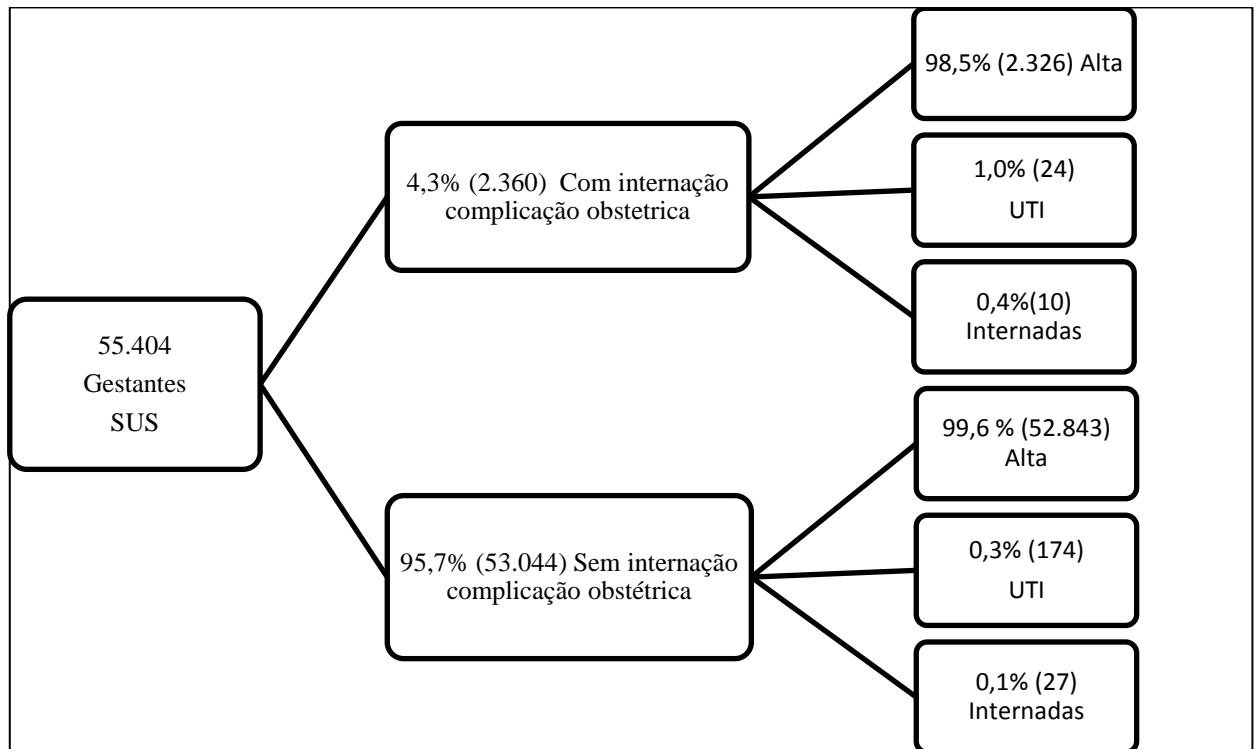 55.404
Gestantes
SUS
4,3% (2.360) Com internação
complicação obstetrica
98,5% (2.326) Alta
1,0% (24)
UTI
0,4%(10)
Internadas
95,7% (53.044) Sem internação
complicação obstétrica
99,6 % (52.843)
Alta
0,3% (174)
UTI
0,1% (27)
Internadas